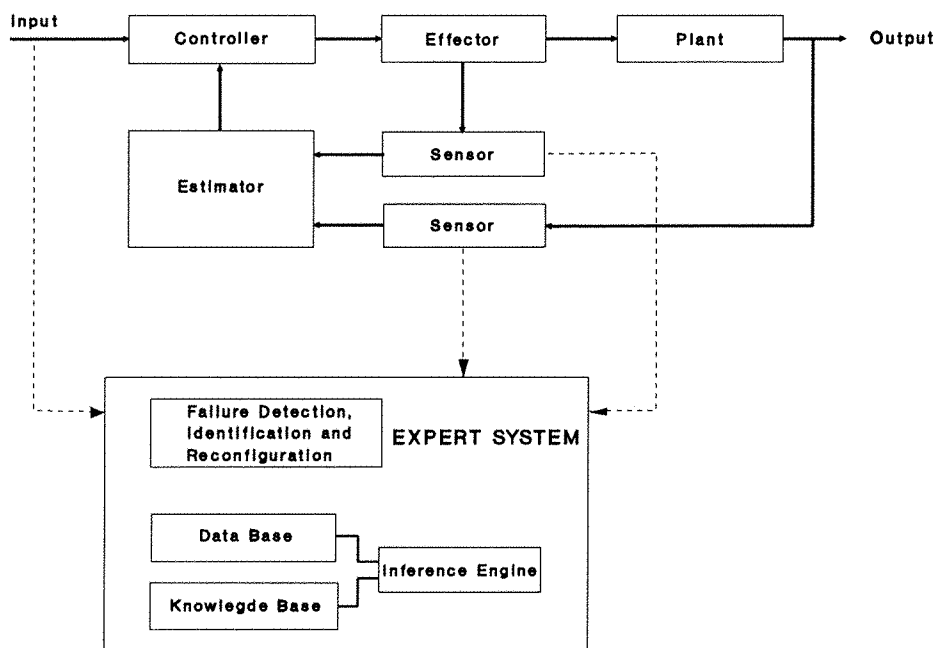 Input
Controller
Effector
Plant
Output
Sensor
Estimator
Sensor
Failure Detection,
Identification and
Reconfiguration
EXPERT SYSTEM
Data Base
Inference Engine
Knowlegde Base